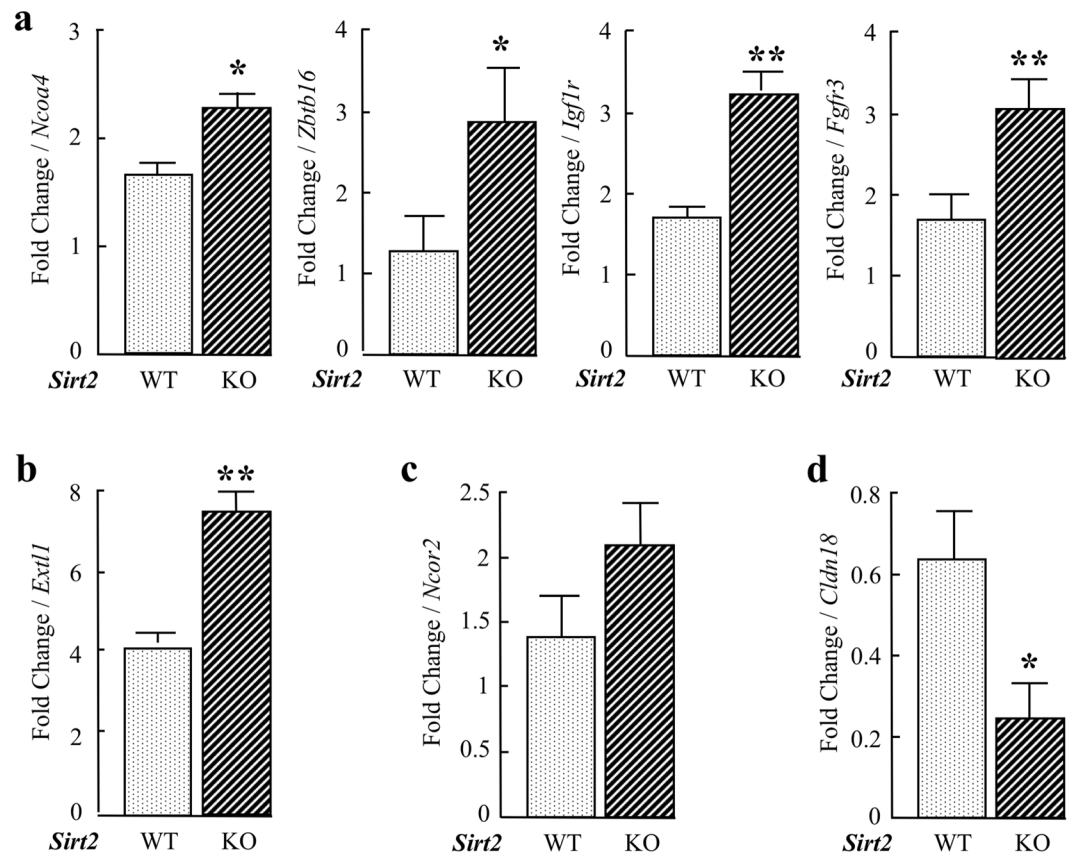 a
Fold Change / Ncoa4
3
2
1
0
*
Sirt2 WT KO
Fold Change / Zbtb16
4
3
2
1
0
*
Sirt2 WT KO
Fold Change / Igf1r
4
3
2
1
0
**
Sirt2 WT KO
Fold Change / Fgfr3
4
3
2
1
0
**
Sirt2 WT KO
b
Fold Change / Extl1
8
6
4
2
0
**
Sirt2 WT KO
c
Fold Change / Ncor2
2.5
2
1.5
1
0.5
0
Sirt2 WT KO
d
Fold Change / Cldn18
0.8
0.6
0.4
0.2
0
*
Sirt2 WT KO